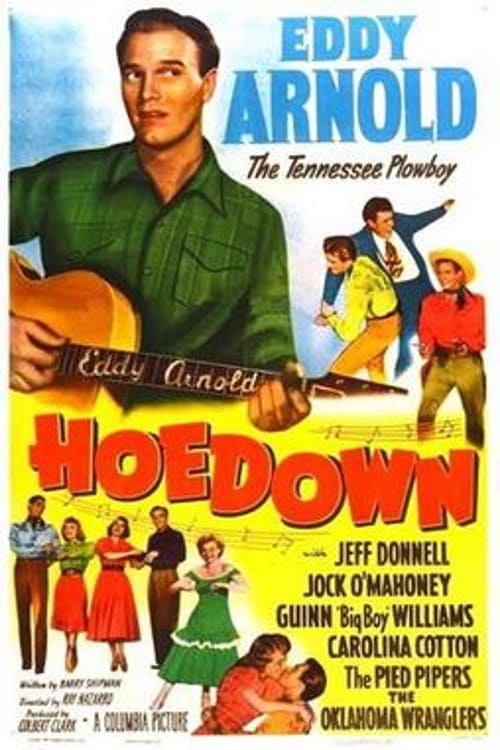 EDDY
ARNOLD
The Tennessee Plowboy
Eddy Arnold
HOEDOWN
with JEFF DONNELL
JOCK O'MAHONEY
GUINN 'Big Boy' WILLIAMS
CAROLINA COTTON
The PIED PIPERS
THE
OKLAHOMA WRANGLERS
Written by BARRY SHIPMAN
Directed by RAY NAZARRO
Produced by
COLBERT CLARK • A COLUMBIA PICTURE